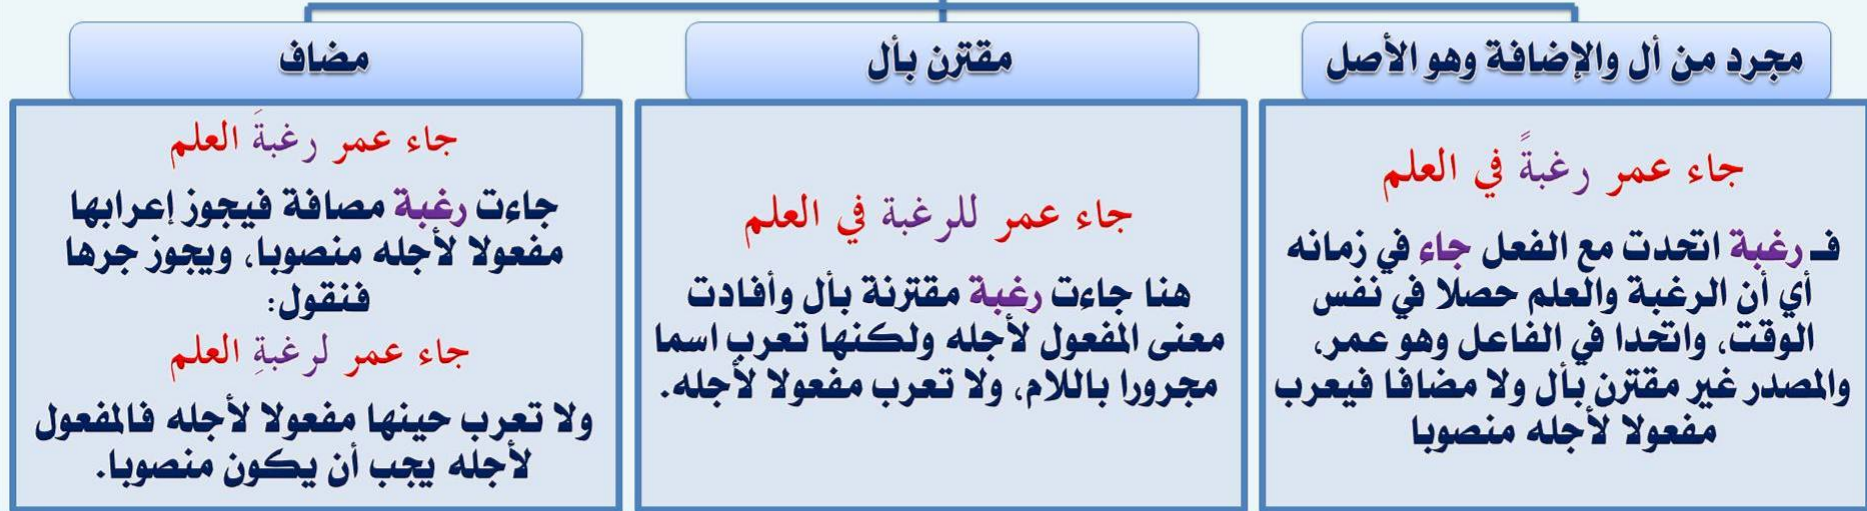 مجرد من أل والإضافة وهو الأصل
جاء عمر رغبةً في العلم
فـ رغبة اتحدت مع الفعل جاء في زمانه
أي أن الرغبة والعلم حصلا في نفس
الوقت، واتحدا في الفاعل وهو عمر،
والمصدر غير مقترن بأل ولا مضافا فيعرب
مفعولا لأجله منصوبا
مقترن بأل
جاء عمر للرغبة في العلم
هنا جاءت رغبة مقترنة بأل وأفادت
معنى المفعول لأجله ولكنها تعرب اسما
مجرورا باللام، ولا تعرب مفعولا لأجله.
مضاف
جاء عمر رغبةَ العلم
جاءت رغبة مصافة فيجوز إعرابها
مفعولا لأجله منصوبا، ويجوز جرها
فنقول:
جاء عمر لرغبةِ العلم
ولا تعرب حينها مفعولا لأجله فالمفعول
لأجله يجب أن يكون منصوبا.